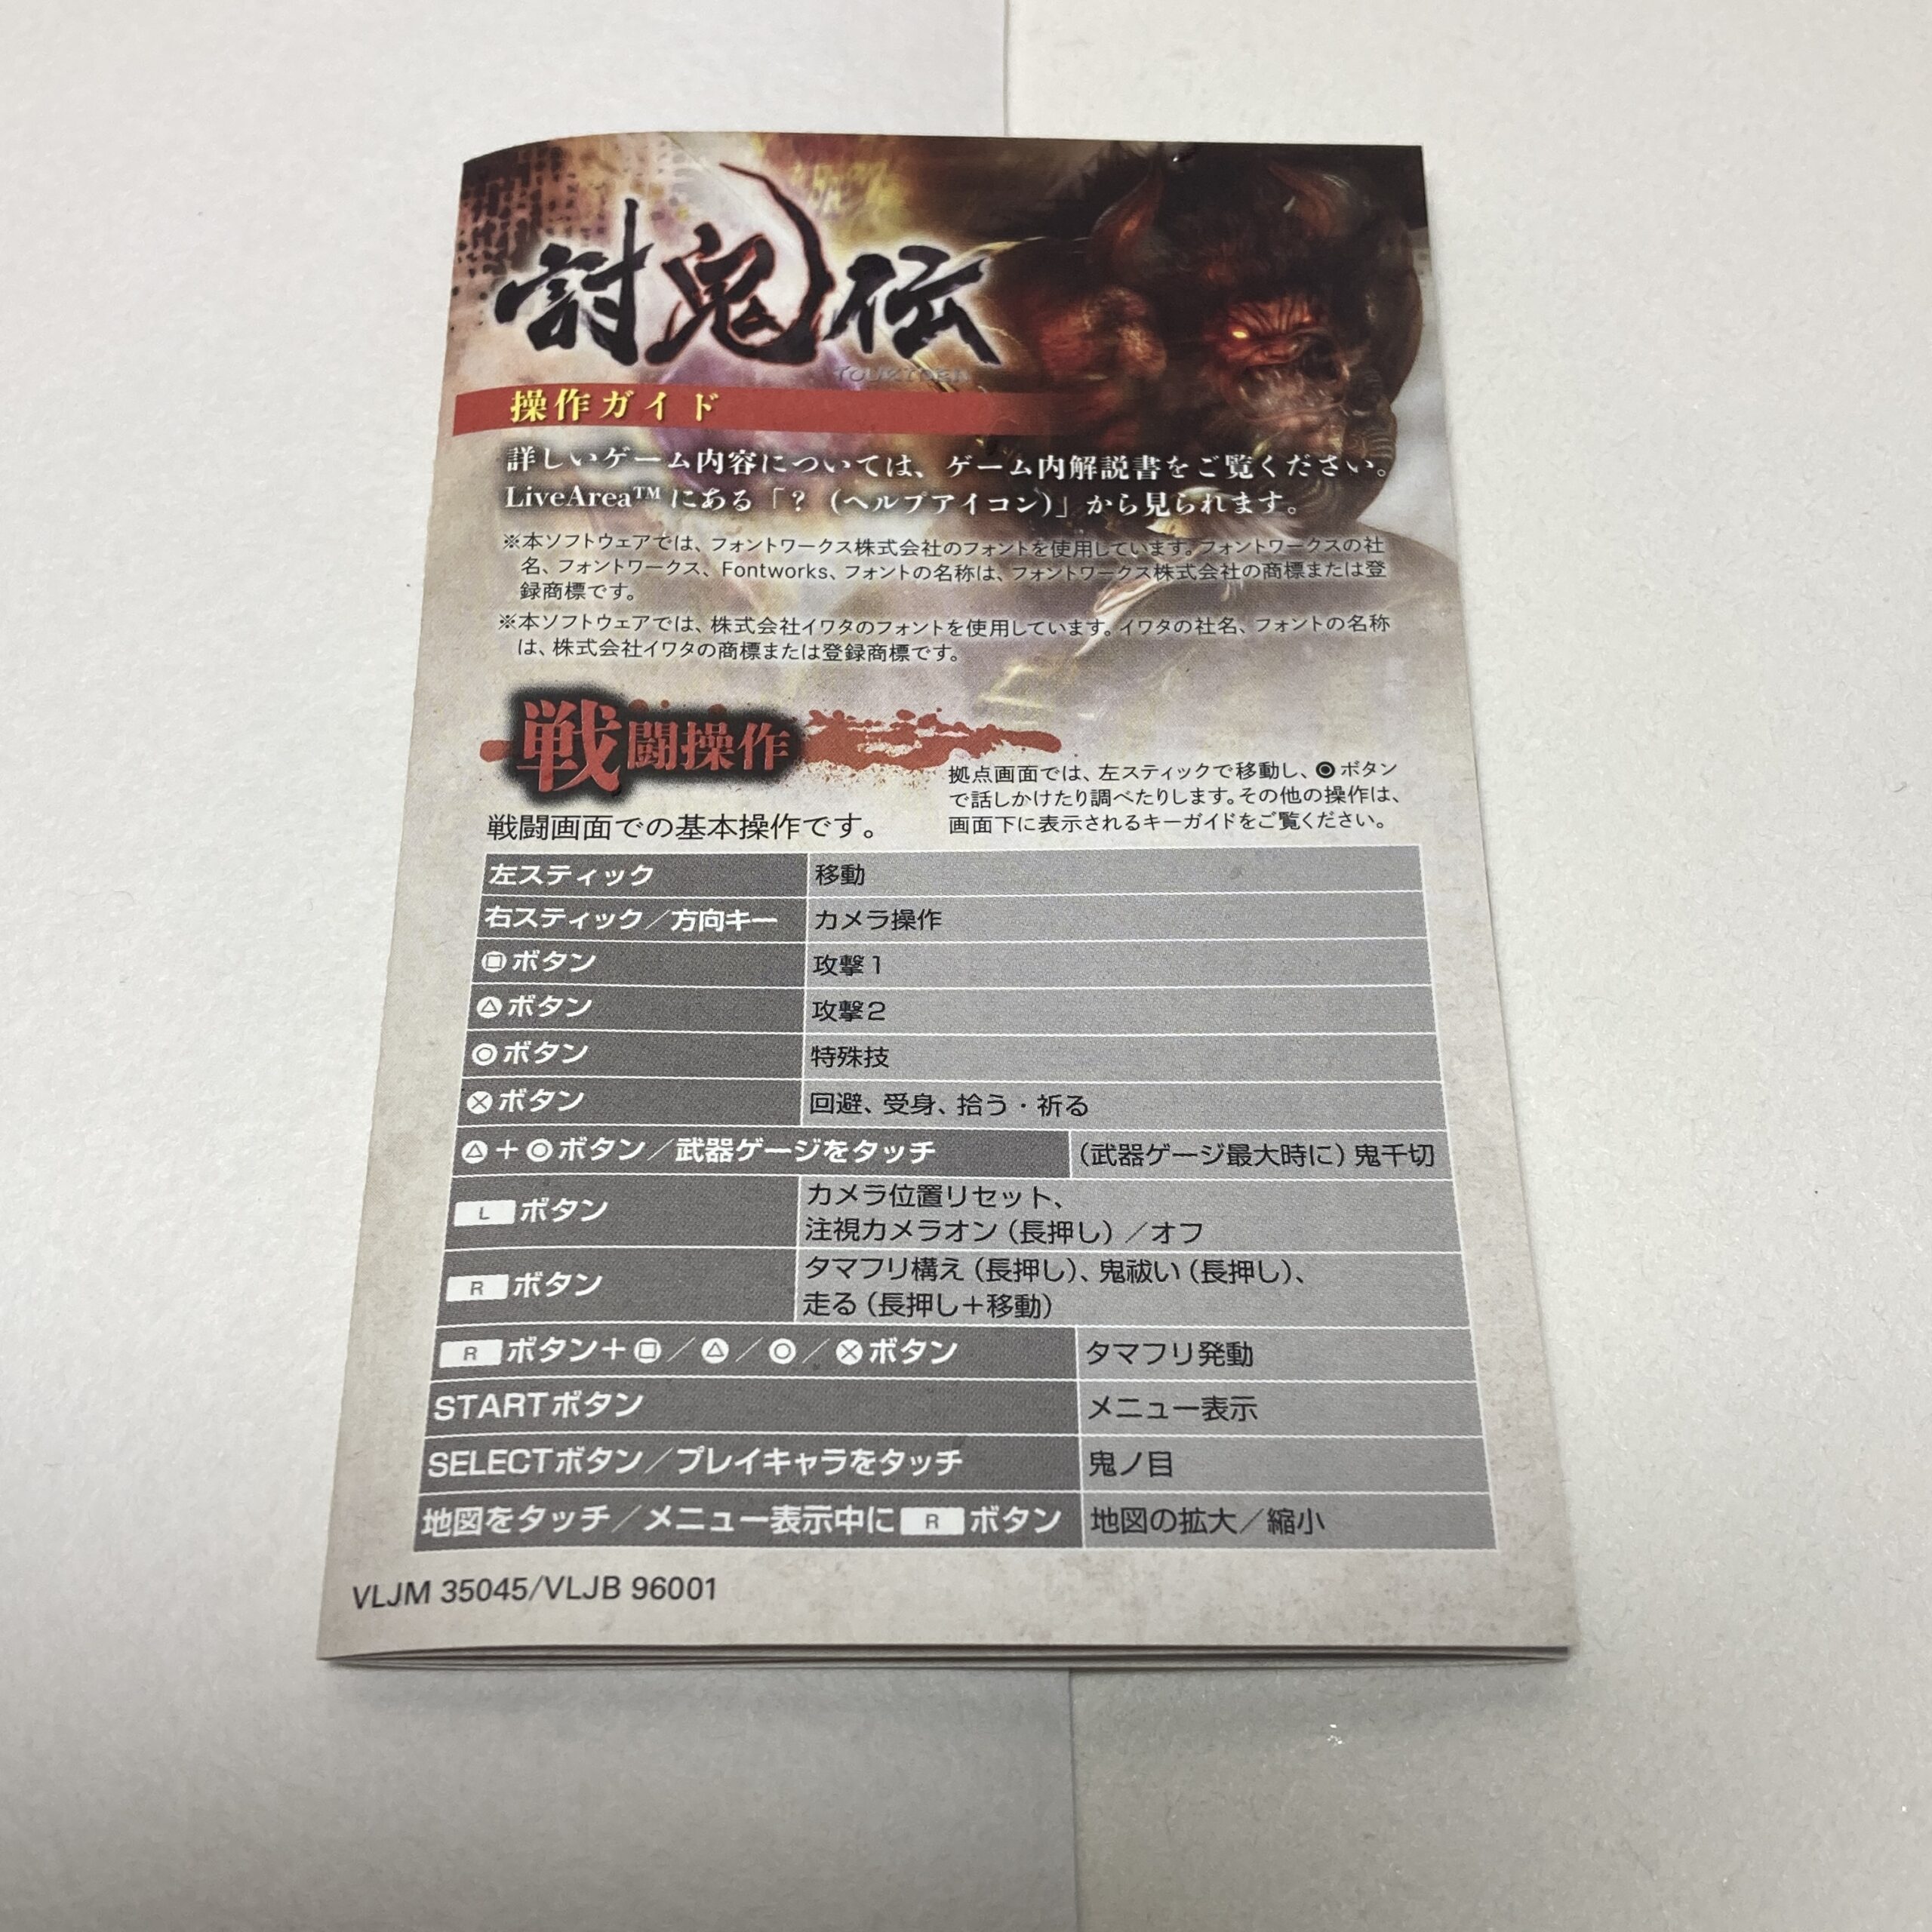 討鬼伝
TOUKIDEN
操作ガイド
詳しいゲーム内容については、ゲーム内解説書をご覧ください。
LiveArea™ にある「？（ヘルプアイコン）」から見られます。
※本ソフトウェアでは、フォントワークス株式会社のフォントを使用しています。フォントワークスの社
名、フォントワークス、Fontworks、フォントの名称は、フォントワークス株式会社の商標または登
録商標です。
※本ソフトウェアでは、株式会社イワタのフォントを使用しています。イワタの社名、フォントの名称
は、株式会社イワタの商標または登録商標です。
戦闘操作
戦闘画面での基本操作です。
拠点画面では、左スティックで移動し、◎ボタン
で話しかけたり調べたりします。その他の操作は、
画面下に表示されるキーガイドをご覧ください。
左スティック 移動
右スティック／方向キー カメラ操作
□ボタン 攻撃1
△ボタン 攻撃2
○ボタン 特殊技
×ボタン 回避、受身、拾う・祈る
△＋○ボタン／武器ゲージをタッチ （武器ゲージ最大時に）鬼千切
Lボタン カメラ位置リセット、
注視カメラオン（長押し）／オフ
Rボタン タマフリ構え（長押し）、鬼祓い（長押し）、
走る（長押し＋移動）
Rボタン＋□／△／○／×ボタン タマフリ発動
STARTボタン メニュー表示
SELECTボタン／プレイキャラをタッチ 鬼ノ目
地図をタッチ／メニュー表示中にRボタン 地図の拡大／縮小
VLJM 35045/VLJB 96001